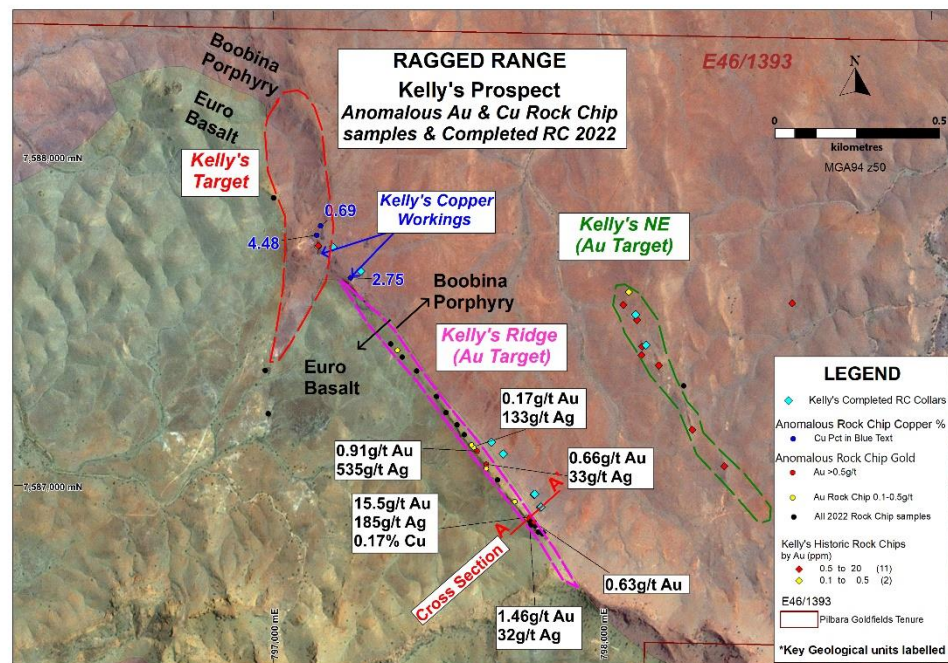 RAGGED RANGE
Kelly's Prospect
Anomalous Au & Cu Rock Chip
samples & Completed RC 2022
E46/1393
N
0
0.5
kilometres
MGA94 z50
Boobina
Porphyry
Euro
Basalt
7,588,000 mN
Kelly's
Target
Kelly's Copper
Workings
0.69
4.48
2.75
Kelly's NE
(Au Target)
Boobina
Porphyry
Kelly's Ridge
(Au Target)
Euro
Basalt
0.17g/t Au
133g/t Ag
0.91g/t Au
535g/t Ag
0.66g/t Au
33g/t Ag
7,587,000 mN
15.5g/t Au
185g/t Ag
0.17% Cu
A'
A
Cross Section
0.63g/t Au
1.46g/t Au
32g/t Ag
797,000 mE
798,000 mE
LEGEND
Kelly's Completed RC Collars
Anomalous Rock Chip Copper %
Cu Pct in Blue Text
Anomalous Rock Chip Gold
Au >0.5g/t
Au Rock Chip 0.1-0.5g/t
All 2022 Rock Chip samples
Kelly's Historic Rock Chips
by Au (ppm)
0.5 to 20 (11)
0.1 to 0.5 (2)
E46/1393
Pilbara Goldfields Tenure
*Key Geological units labelled